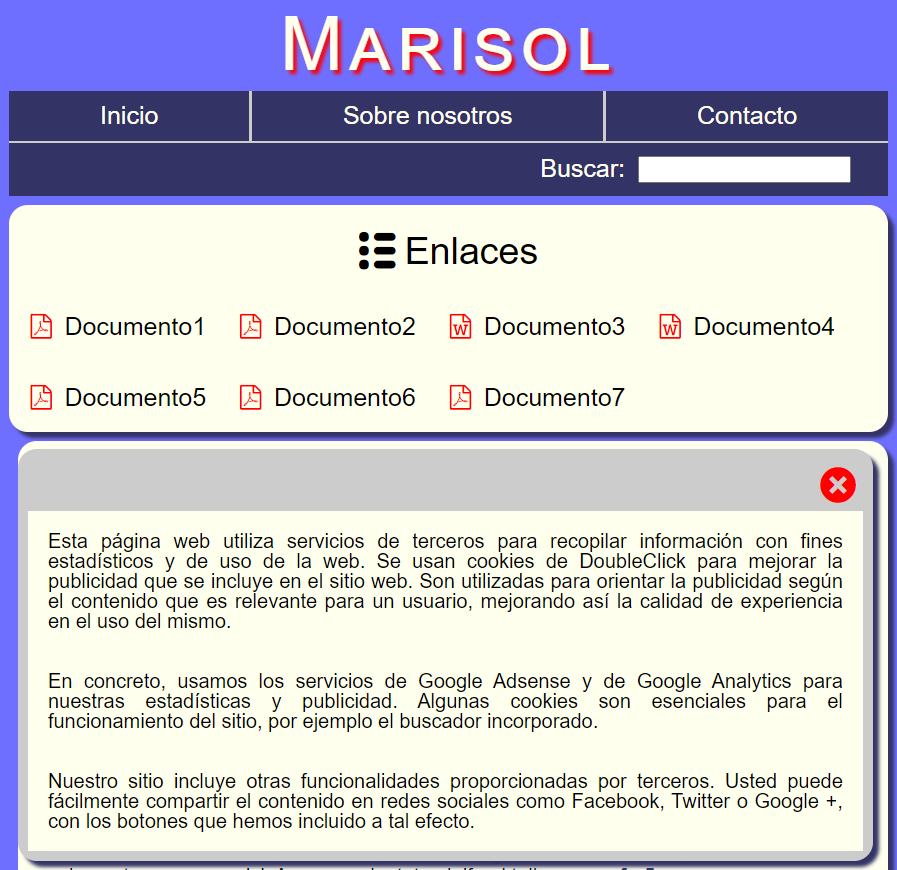 MARISOL
Inicio Sobre nosotros Contacto
Buscar:
Enlaces
Documento1 Documento2 Documento3 Documento4
Documento5 Documento6 Documento7
Esta página web utiliza servicios de terceros para recopilar información con fines
estadísticos y de uso de la web. Se usan cookies de DoubleClick para mejorar la
publicidad que se incluye en el sitio web. Son utilizadas para orientar la publicidad según
el contenido que es relevante para un usuario, mejorando así la calidad de experiencia
en el uso del mismo.
En concreto, usamos los servicios de Google Adsense y de Google Analytics para
nuestras estadísticas y publicidad. Algunas cookies son esenciales para el
funcionamiento del sitio, por ejemplo el buscador incorporado.
Nuestro sitio incluye otras funcionalidades proporcionadas por terceros. Usted puede
fácilmente compartir el contenido en redes sociales como Facebook, Twitter o Google +,
con los botones que hemos incluido a tal efecto.